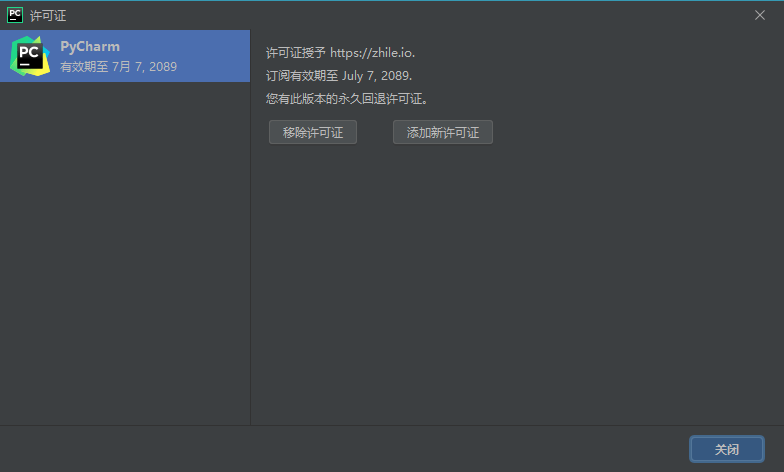 PC 许可证
PC
PyCharm
有效期至 7月 7, 2089
许可证授予 https://zhile.io.
订阅有效期至 July 7, 2089.
您有此版本的永久回退许可证。
移除许可证 添加新许可证
关闭